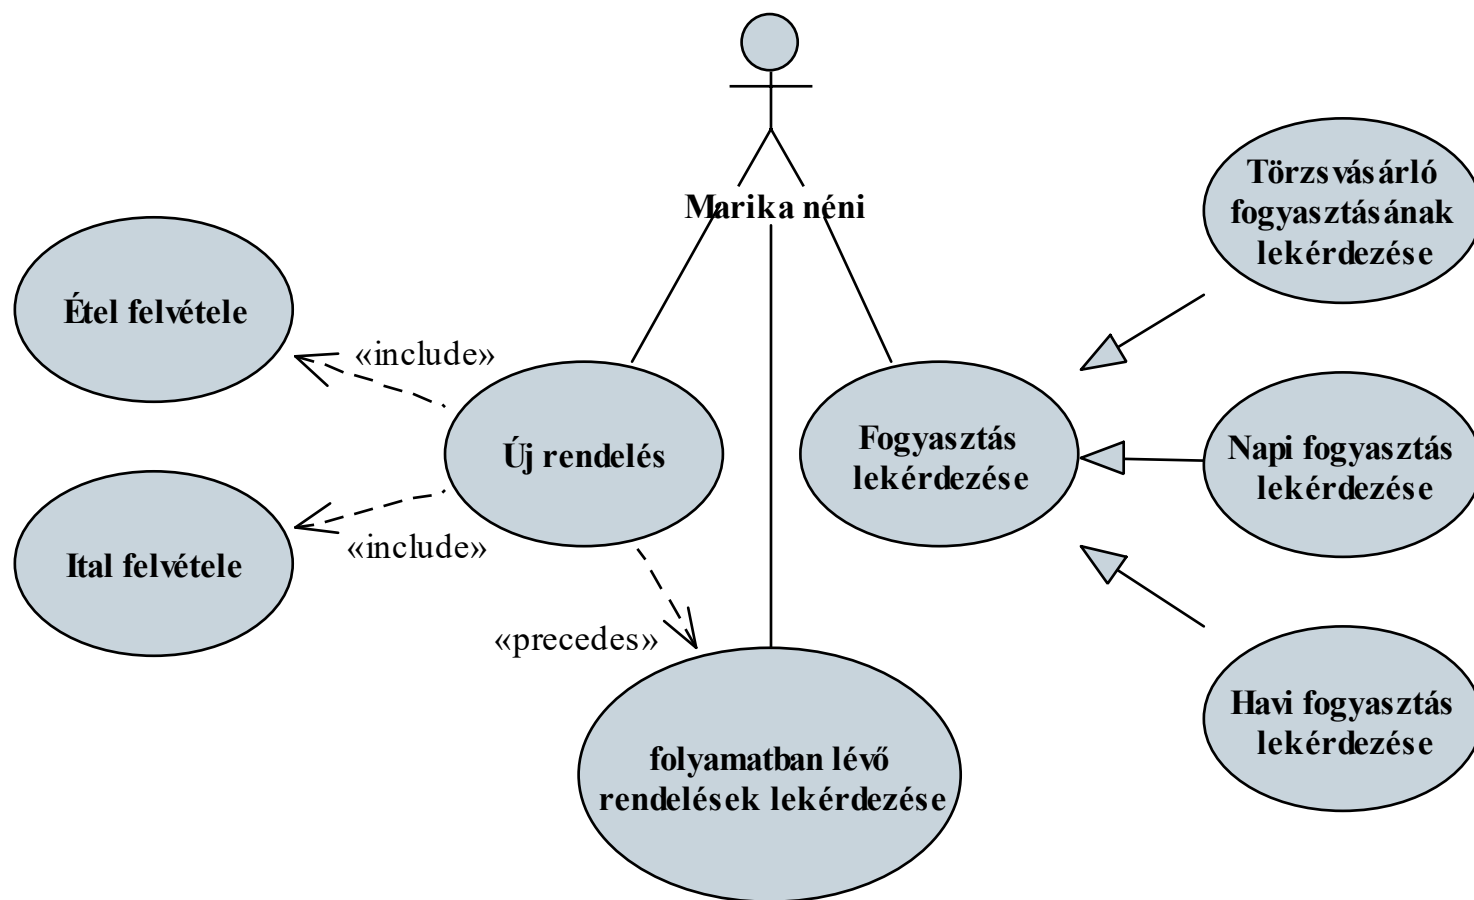 Marika néni
Törzsvásárló
fogyasztásának
lekérdezése
Étel felvétele
«include»
Új rendelés
Fogyasztás
lekérdezése
Napi fogyasztás
lekérdezése
Ital felvétele
«include»
«precedes»
folyamatban lévő
rendelések lekérdezése
Havi fogyasztás
lekérdezése